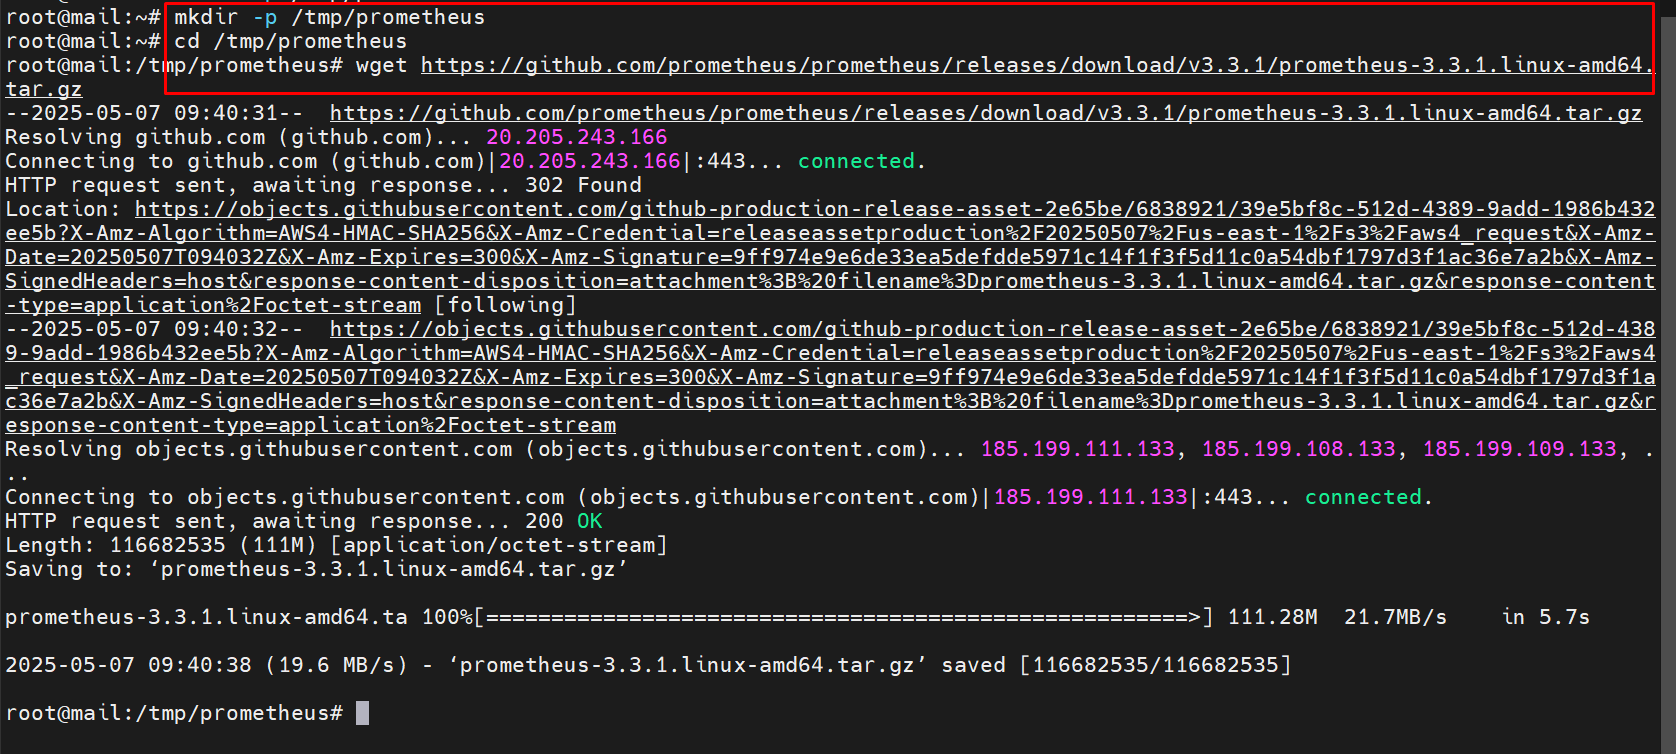 root@mail:~# mkdir -p /tmp/prometheus
root@mail:~# cd /tmp/prometheus
root@mail:/tmp/prometheus# wget https://github.com/prometheus/prometheus/releases/download/v3.3.1/prometheus-3.3.1.linux-amd64.
tar.gz
--2025-05-07 09:40:31--  https://github.com/prometheus/prometheus/releases/download/v3.3.1/prometheus-3.3.1.linux-amd64.tar.gz
Resolving github.com (github.com)... 20.205.243.166
Connecting to github.com (github.com)|20.205.243.166|:443... connected.
HTTP request sent, awaiting response... 302 Found
Location: https://objects.githubusercontent.com/github-production-release-asset-2e65be/6838921/39e5bf8c-512d-4389-9add-1986b432
ee5b?X-Amz-Algorithm=AWS4-HMAC-SHA256&X-Amz-Credential=releaseassetproduction%2F20250507%2Fus-east-1%2Fs3%2Faws4_request&X-Amz-
Date=20250507T094032Z&X-Amz-Expires=300&X-Amz-Signature=9ff974e9e6de33ea5defdde5971c14f1f3f5d11c0a54dbf1797d3f1ac36e7a2b&X-Amz-
SignedHeaders=host&response-content-disposition=attachment%3B%20filename%3Dprometheus-3.3.1.linux-amd64.tar.gz&response-content
-type=application%2Foctet-stream [following]
--2025-05-07 09:40:32--  https://objects.githubusercontent.com/github-production-release-asset-2e65be/6838921/39e5bf8c-512d-438
9-9add-1986b432ee5b?X-Amz-Algorithm=AWS4-HMAC-SHA256&X-Amz-Credential=releaseassetproduction%2F20250507%2Fus-east-1%2Fs3%2Faws4
_request&X-Amz-Date=20250507T094032Z&X-Amz-Expires=300&X-Amz-Signature=9ff974e9e6de33ea5defdde5971c14f1f3f5d11c0a54dbf1797d3f1a
c36e7a2b&X-Amz-SignedHeaders=host&response-content-disposition=attachment%3B%20filename%3Dprometheus-3.3.1.linux-amd64.tar.gz&r
esponse-content-type=application%2Foctet-stream
Resolving objects.githubusercontent.com (objects.githubusercontent.com)... 185.199.111.133, 185.199.108.133, 185.199.109.133, .
..
Connecting to objects.githubusercontent.com (objects.githubusercontent.com)|185.199.111.133|:443... connected.
HTTP request sent, awaiting response... 200 OK
Length: 116682535 (111M) [application/octet-stream]
Saving to: ‘prometheus-3.3.1.linux-amd64.tar.gz’
prometheus-3.3.1.linux-amd64.ta 100%[======================================================>] 111.28M  21.7MB/s    in 5.7s
2025-05-07 09:40:38 (19.6 MB/s) - ‘prometheus-3.3.1.linux-amd64.tar.gz’ saved [116682535/116682535]
root@mail:/tmp/prometheus#